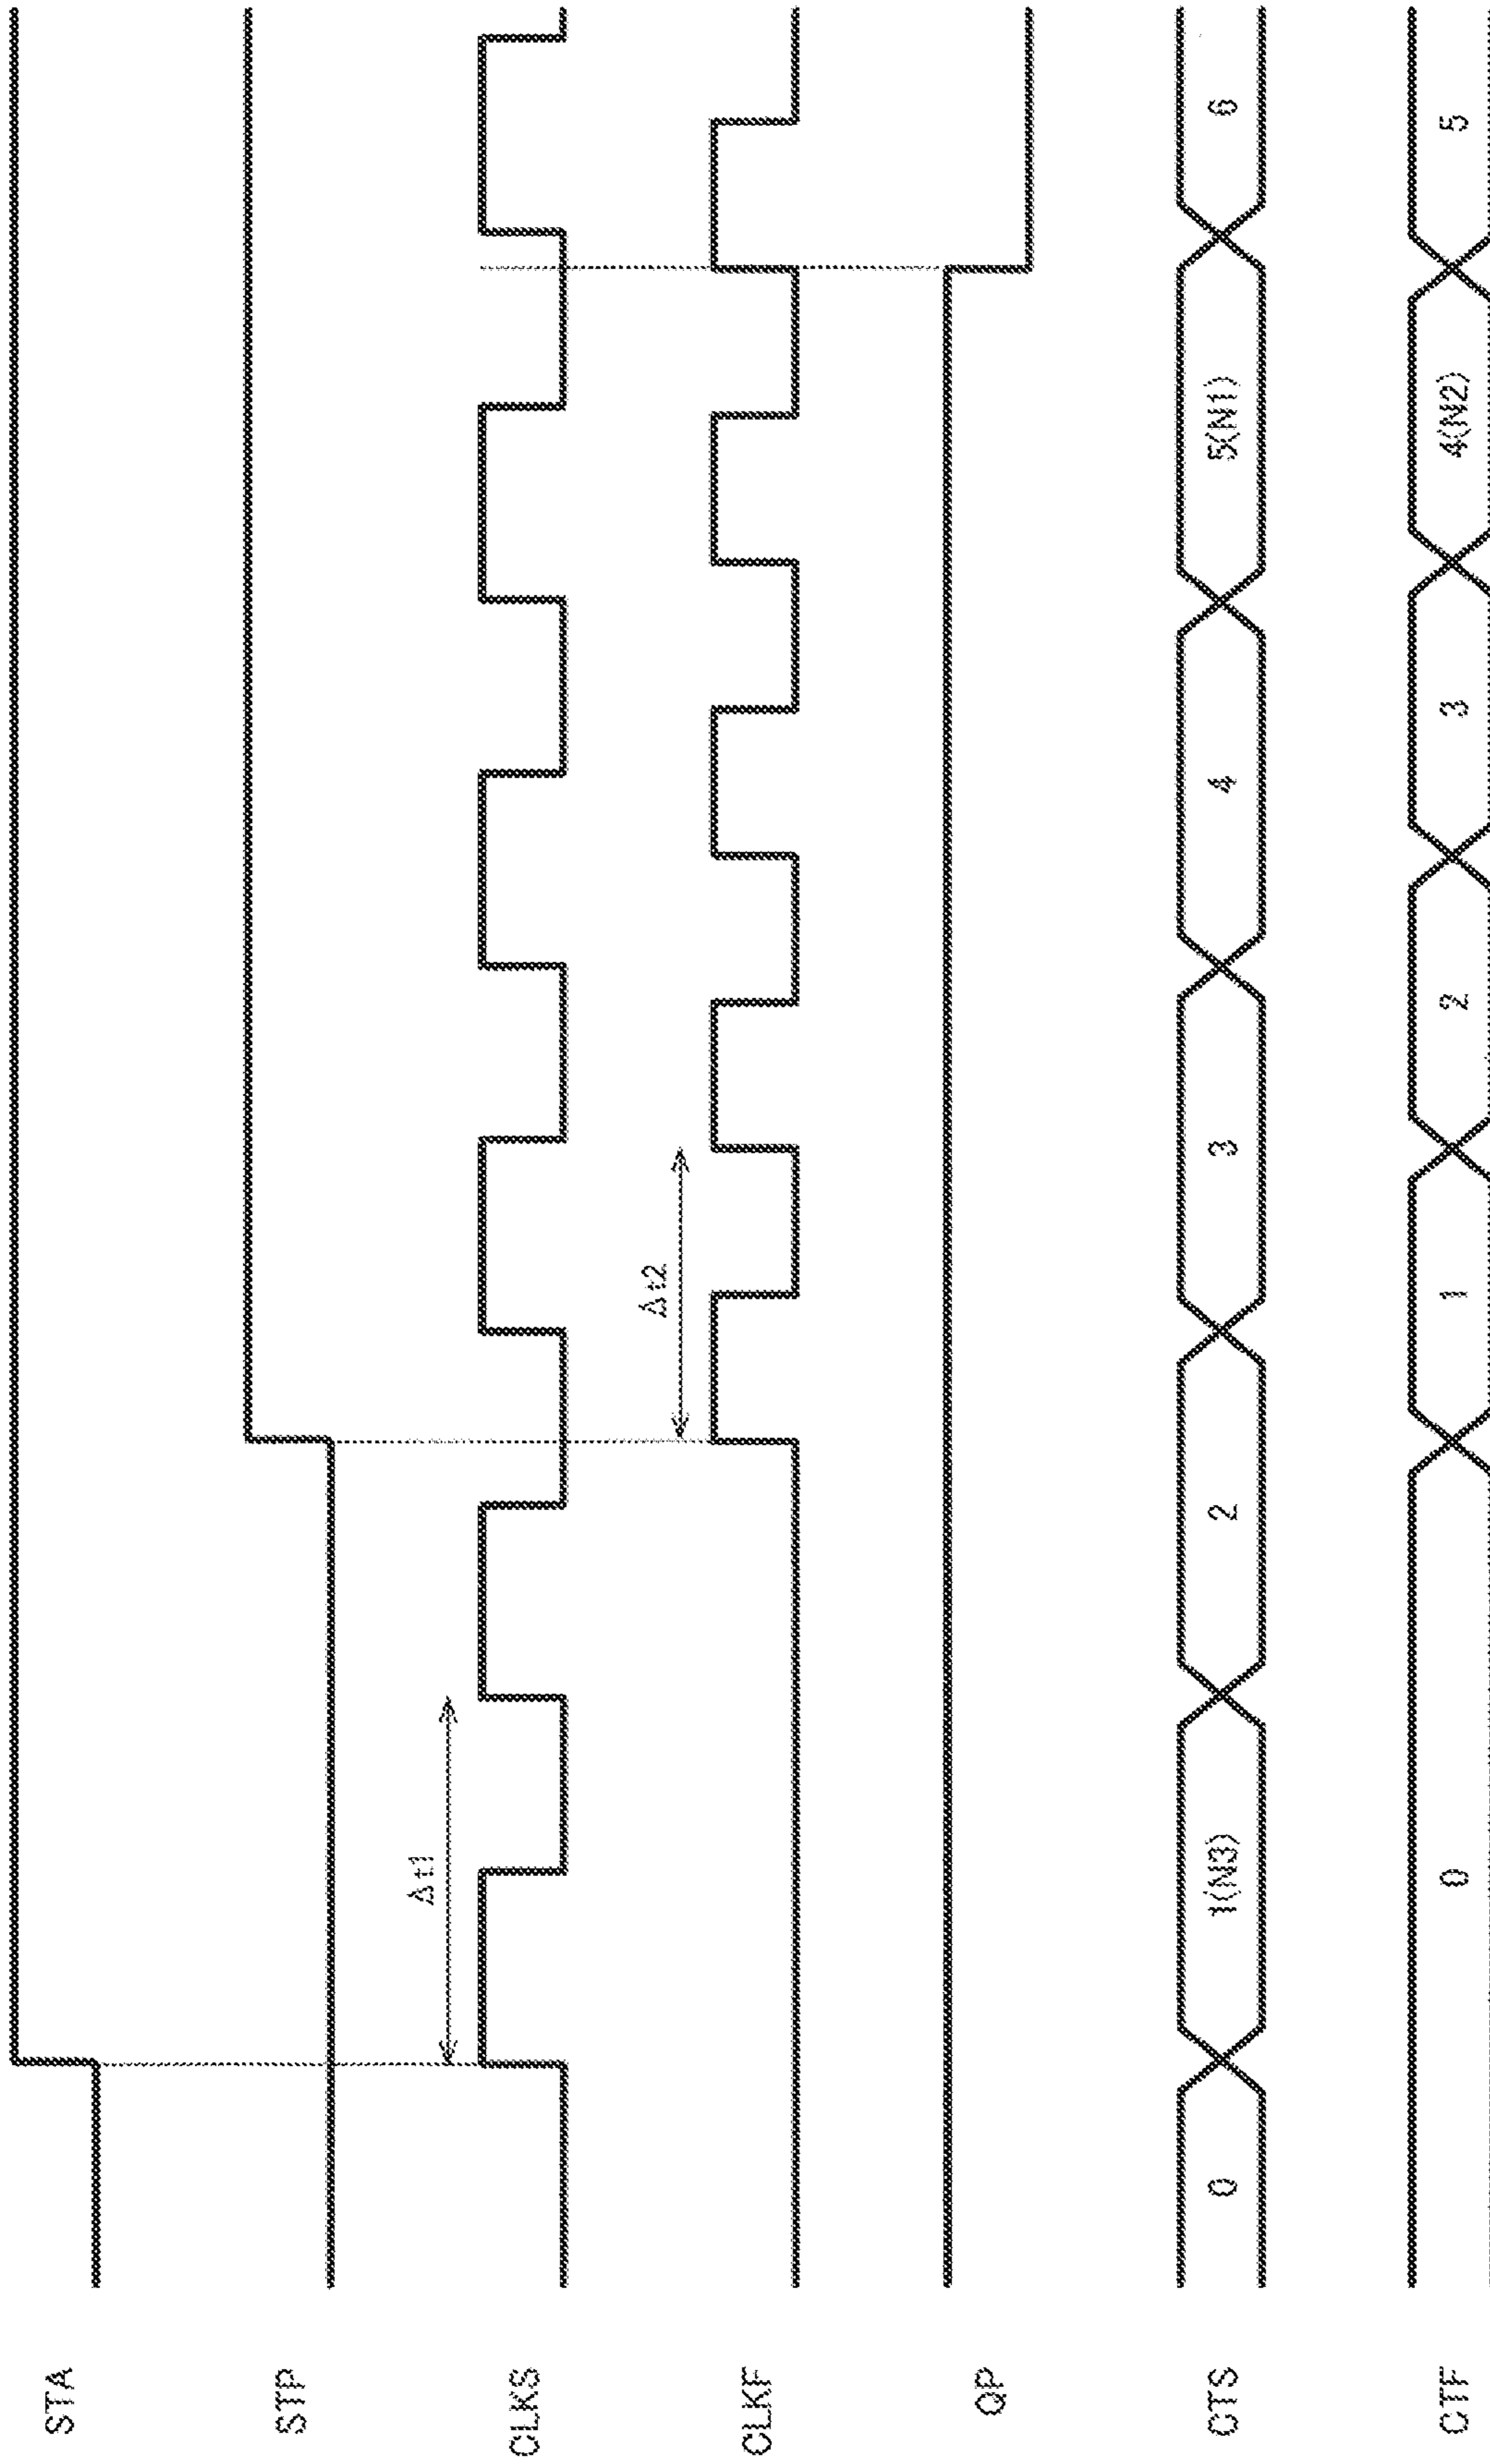 STA
STP
CLKS
Δt1
CLKF
Δt2
QP
CTS
0
1(N3)
2
3
4
5(N1)
6
CTF
0
1
2
3
4(N2)
5